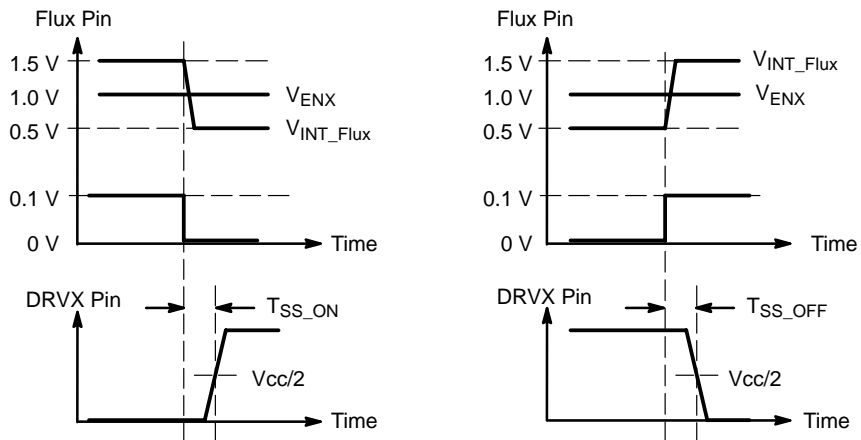 Flux Pin
1.5 V
1.0 V
0.5 V
0.1 V
0 V
V_ENX
V_INT_Flux
Time
DRVX Pin
T_SS_ON
Vcc/2
Time
Flux Pin
1.5 V
1.0 V
0.5 V
0.1 V
0 V
V_INT_Flux
V_ENX
Time
DRVX Pin
T_SS_OFF
Vcc/2
Time